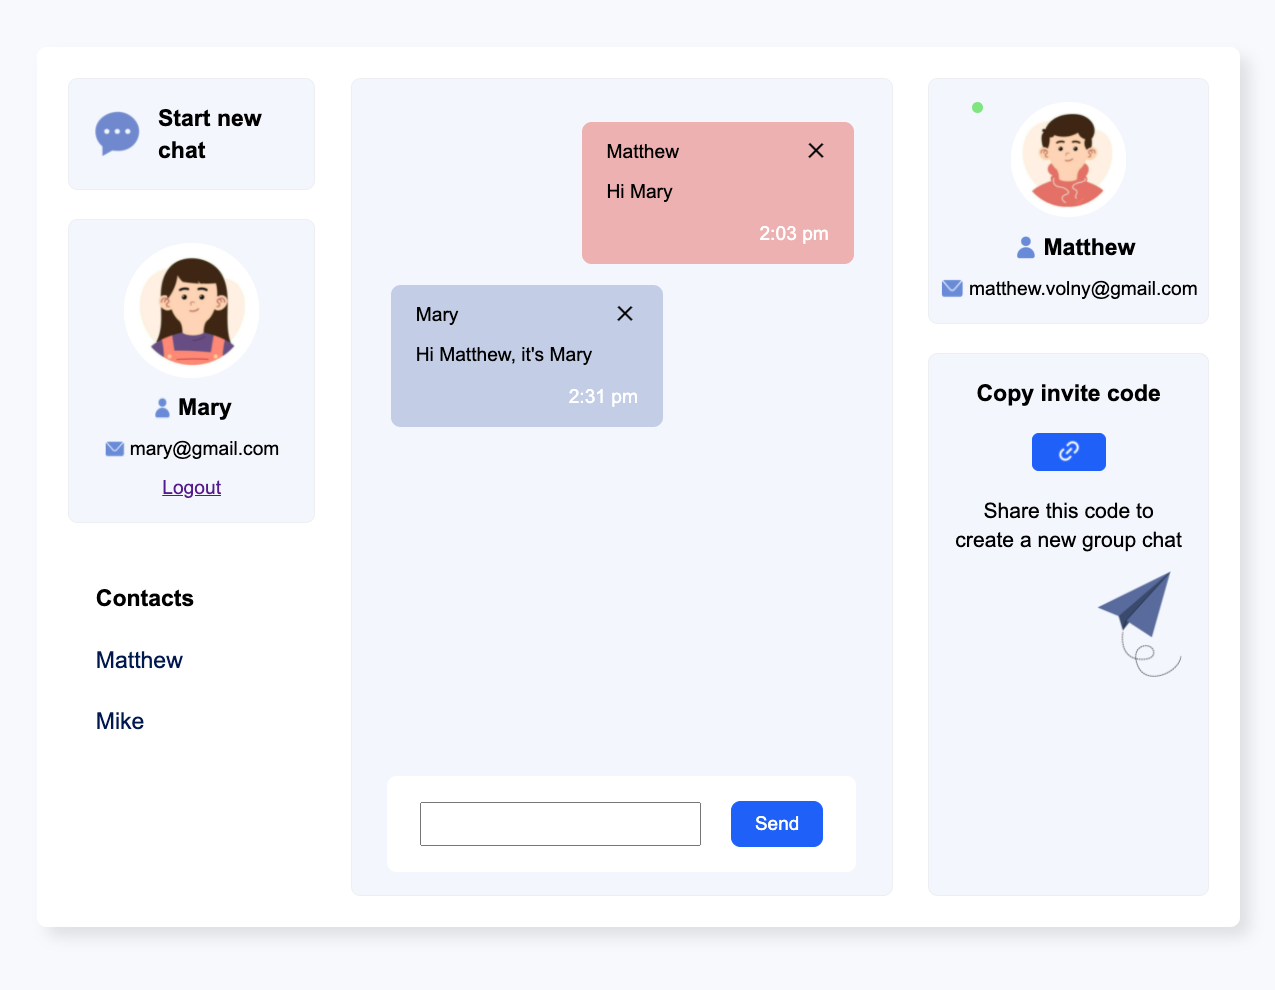 Start new
chat
Mary
mary@gmail.com
Logout
Contacts
Matthew
Mike
Matthew
Hi Mary
2:03 pm
Mary
Hi Matthew, it's Mary
2:31 pm
Send
Matthew
matthew.volny@gmail.com
Copy invite code
Share this code to
create a new group chat